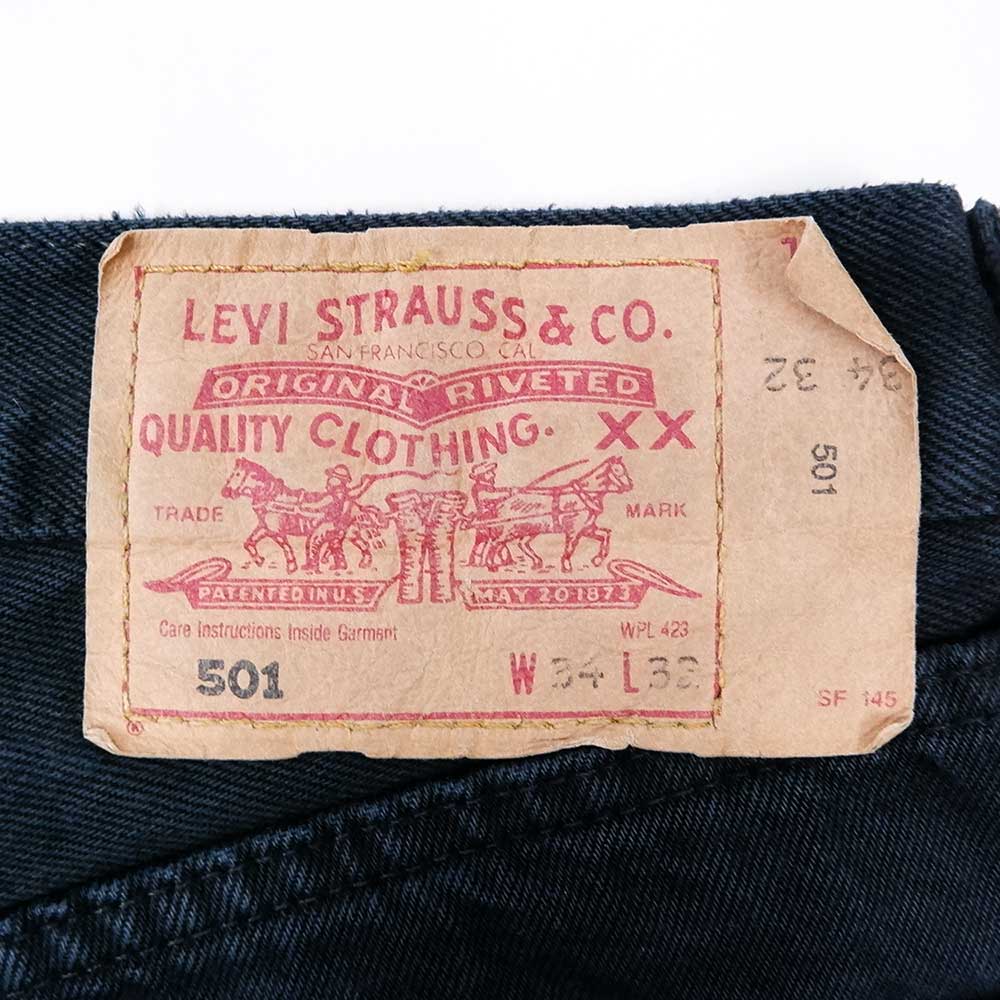 LEVI STRAUSS & CO.
SAN FRANCISCO CAL
ORIGINAL RIVETED
QUALITY CLOTHING. XX
TRADE MARK
PATENTED IN U.S. MAY 20 1873
Care Instructions Inside Garment WPL 423
501 W 34 L 32
®
34 32
501
SF 145